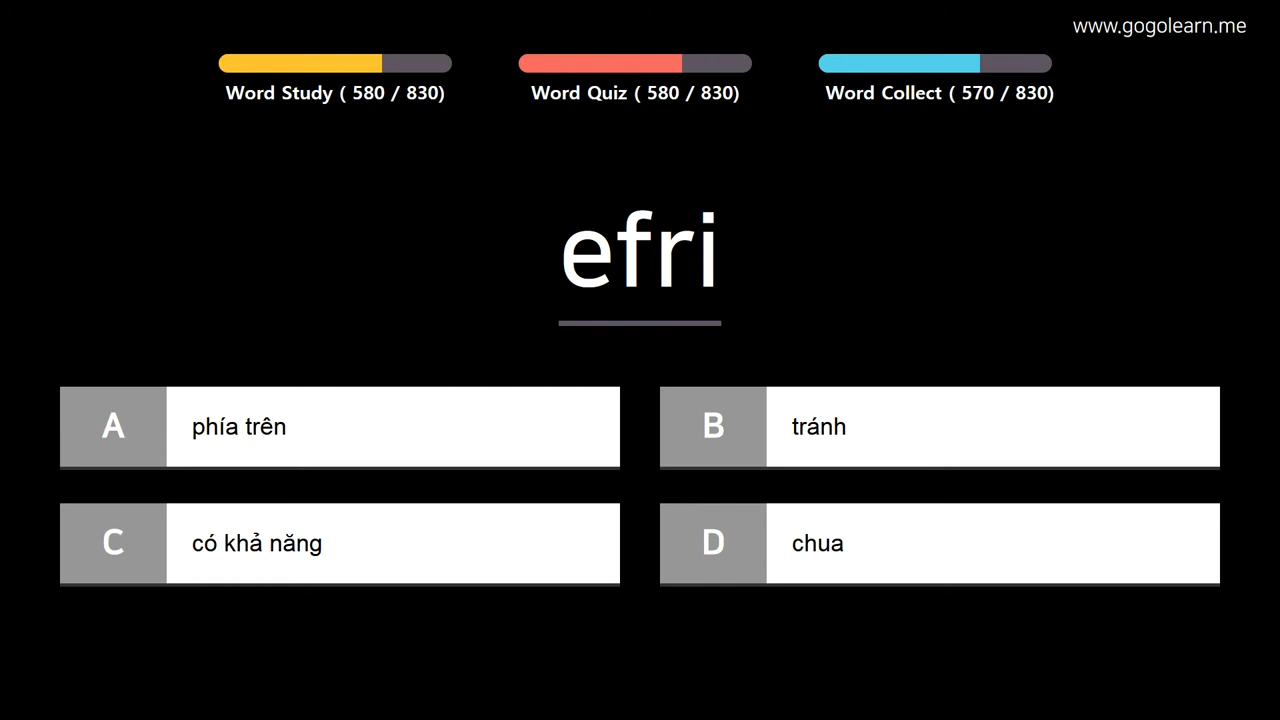 www.gogolearn.me
Word Study ( 580 / 830)
Word Quiz ( 580 / 830)
Word Collect ( 570 / 830)
efri
A phía trên
B tránh
C có khả năng
D chua